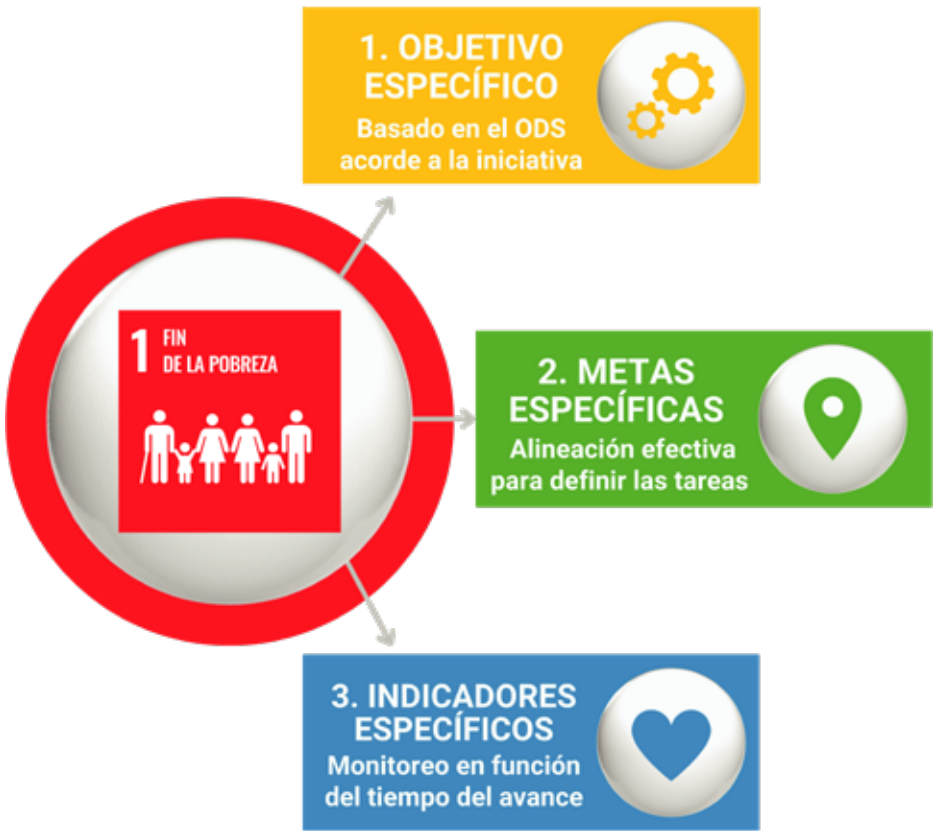 1. OBJETIVO
ESPECÍFICO
Basado en el ODS
acorde a la iniciativa
1 FIN
DE LA POBREZA
2. METAS
ESPECÍFICAS
Alineación efectiva
para definir las tareas
3. INDICADORES
ESPECÍFICOS
Monitoreo en función
del tiempo del avance